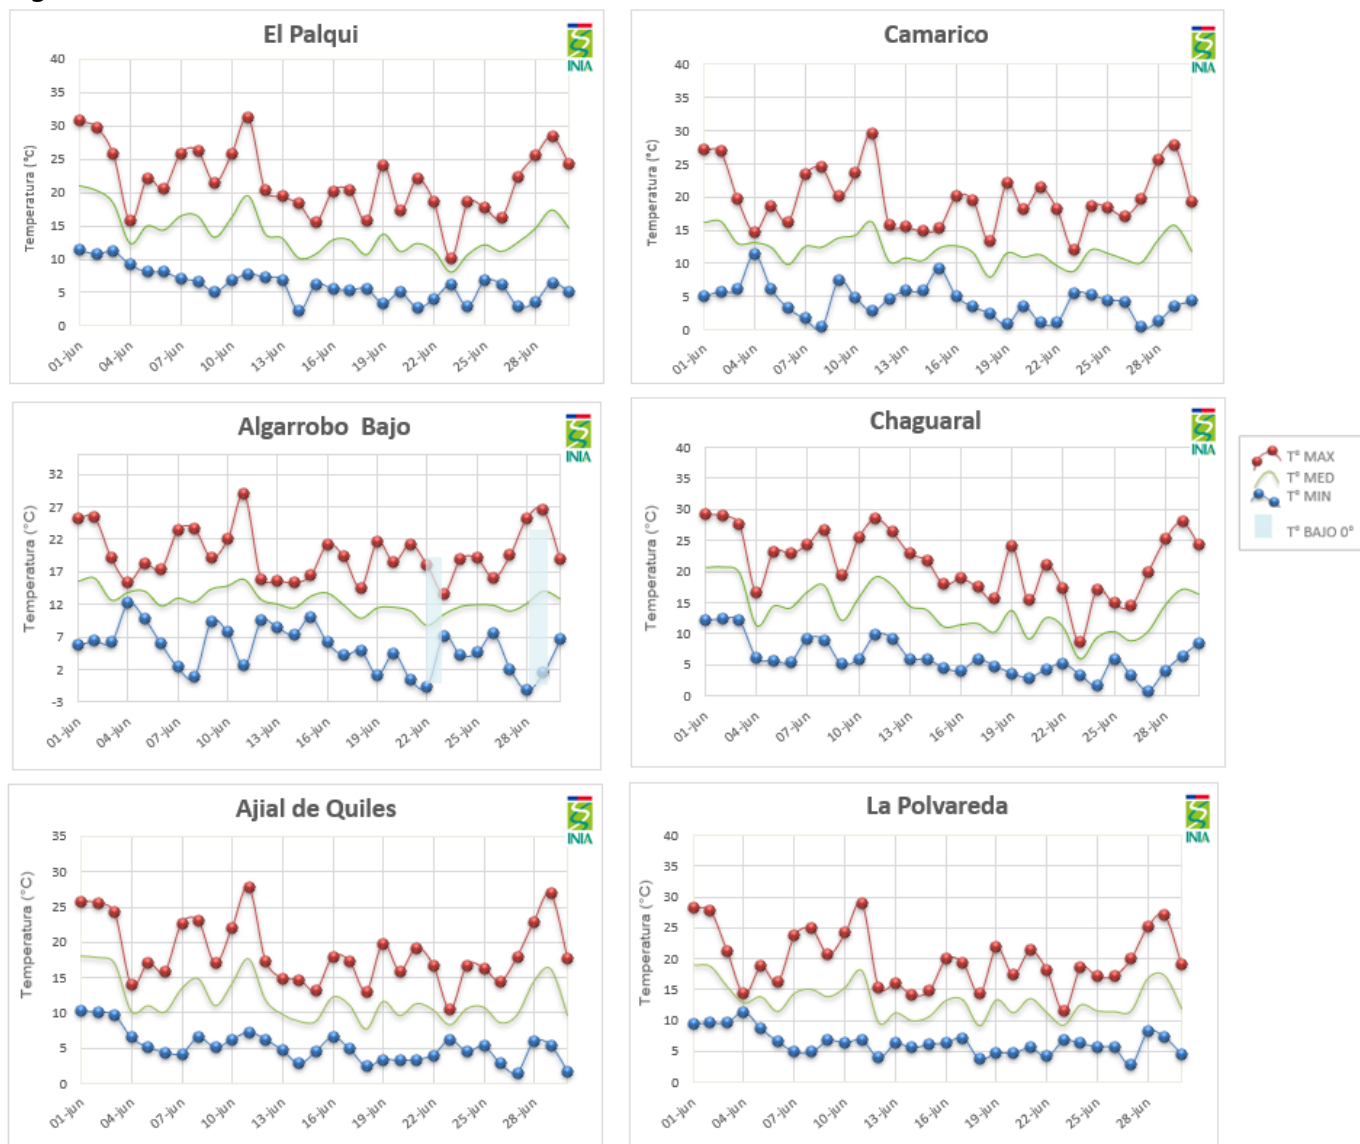 El Palqui
INIA
Temperatura (°C)
40
35
30
25
20
15
10
5
0
01-jun
04-jun
07-jun
10-jun
13-jun
16-jun
19-jun
22-jun
25-jun
28-jun
Camarico
INIA
Temperatura (°C)
40
35
30
25
20
15
10
5
0
01-jun
04-jun
07-jun
10-jun
13-jun
16-jun
19-jun
22-jun
25-jun
28-jun
Algarrobo Bajo
INIA
Temperatura (°C)
32
27
22
17
12
7
2
-3
01-jun
04-jun
07-jun
10-jun
13-jun
16-jun
19-jun
22-jun
25-jun
28-jun
Chaguaral
INIA
Temperatura (°C)
40
35
30
25
20
15
10
5
0
01-jun
04-jun
07-jun
10-jun
13-jun
16-jun
19-jun
22-jun
25-jun
28-jun
T° MAX
T° MED
T° MIN
T° BAJO 0°
Ajial de Quiles
INIA
Temperatura (°C)
35
30
25
20
15
10
5
0
01-jun
04-jun
07-jun
10-jun
13-jun
16-jun
19-jun
22-jun
25-jun
28-jun
La Polvareda
INIA
Temperatura (°C)
40
35
30
25
20
15
10
5
0
01-jun
04-jun
07-jun
10-jun
13-jun
16-jun
19-jun
22-jun
25-jun
28-jun